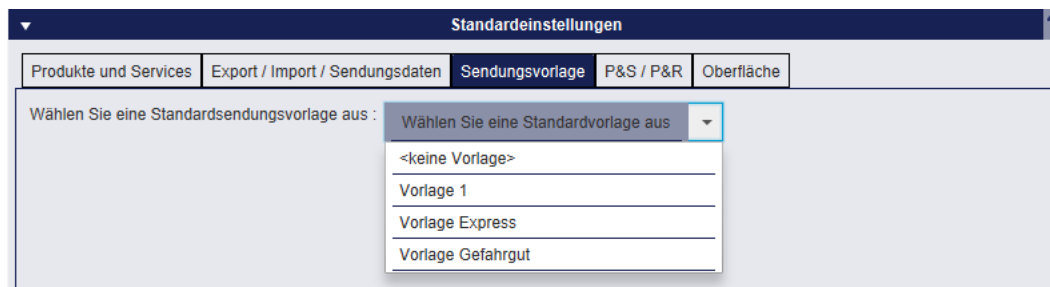 Standardeinstellungen
Produkte und Services Export / Import / Sendungsdaten Sendungsvorlage P&S / P&R Oberfläche
Wählen Sie eine Standardsendungsvorlage aus : Wählen Sie eine Standardvorlage aus
<keine Vorlage>
Vorlage 1
Vorlage Express
Vorlage Gefahrgut